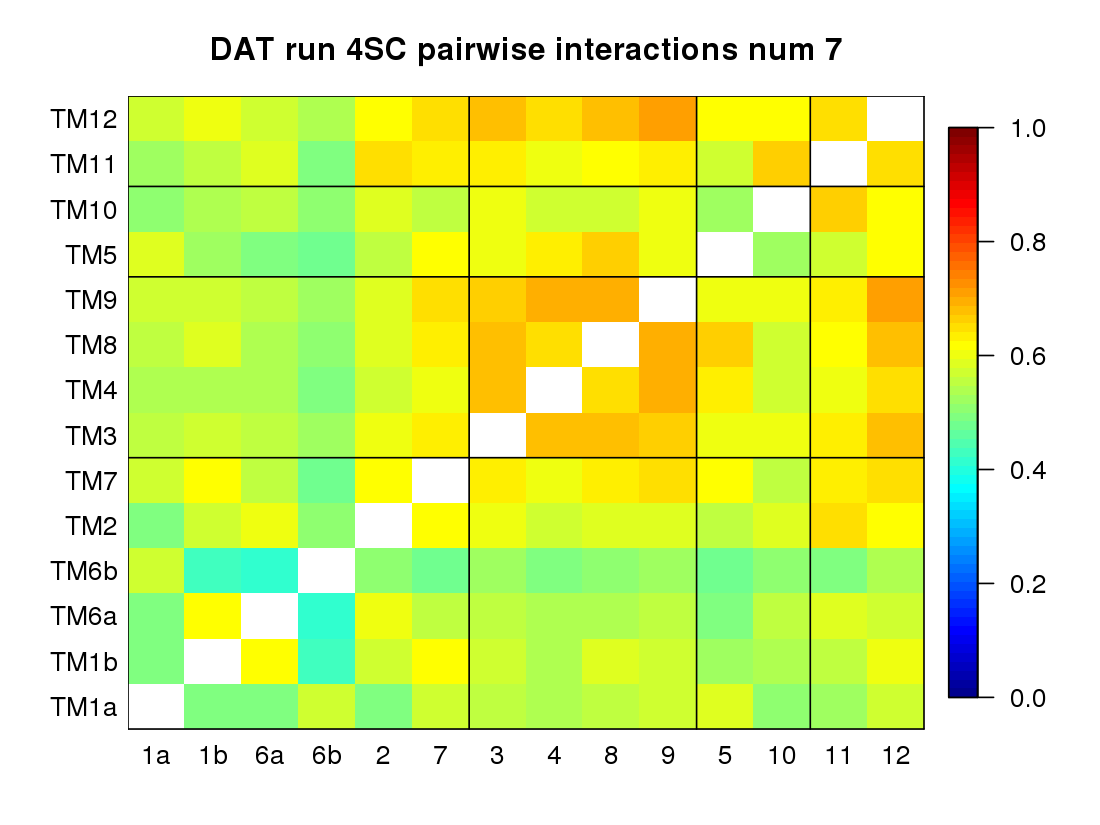 DAT run 4SC pairwise interactions num 7
TM12
TM11
TM10
TM5
TM9
TM8
TM4
TM3
TM7
TM2
TM6b
TM6a
TM1b
TM1a
1a 1b 6a 6b 2 7 3 4 8 9 5 10 11 12
1.0
0.8
0.6
0.4
0.2
0.0